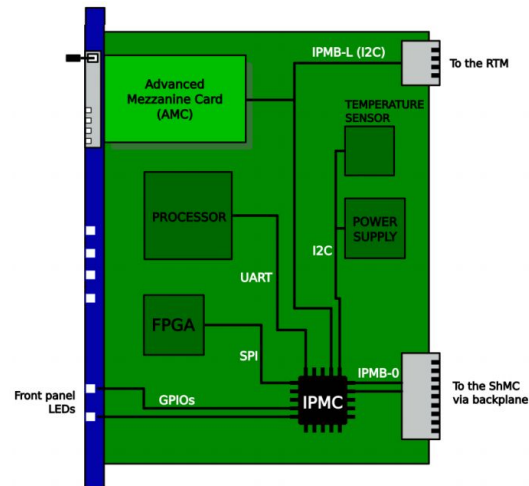 IPMB-L (I2C)
To the RTM
Advanced
Mezzanine Card
(AMC)
TEMPERATURE
SENSOR
PROCESSOR
POWER
SUPPLY
I2C
UART
FPGA
SPI
IPMB-0
To the ShMC
via backplane
Front panel
LEDs
GPIOs
IPMC